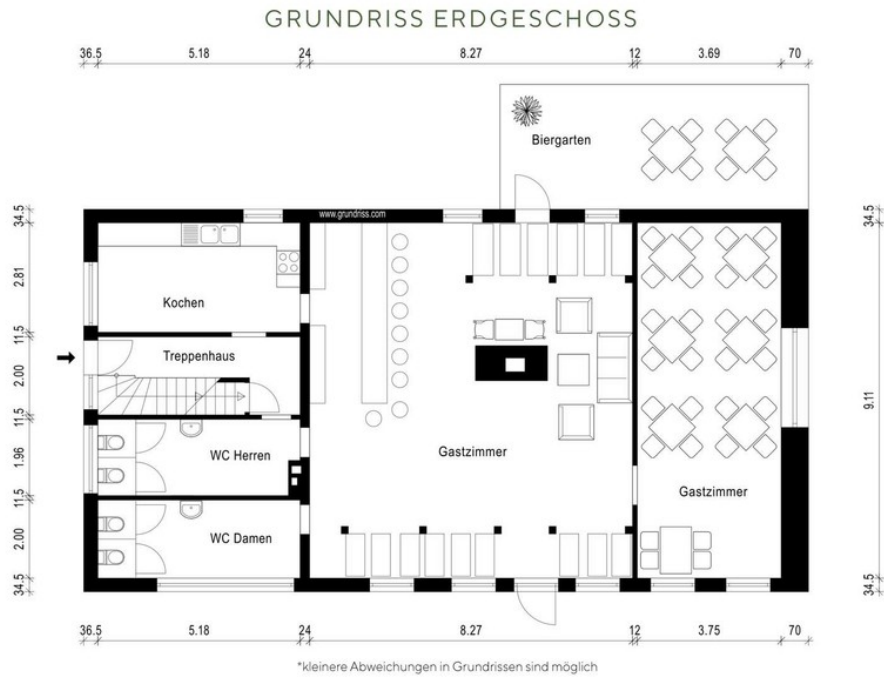 GRUNDRISS ERDGESCHOSS
36.5 5.18 24 8.27 12 3.69 70
Biergarten
www.grundriss.com
34.5
34.5
2.81
Kochen
11.5
Treppenhaus
2.00
9.11
11.5
1.96
WC Herren
Gastzimmer
Gastzimmer
11.5
2.00
WC Damen
34.5
34.5
36.5 5.18 24 8.27 12 3.75 70
*kleinere Abweichungen in Grundrissen sind möglich